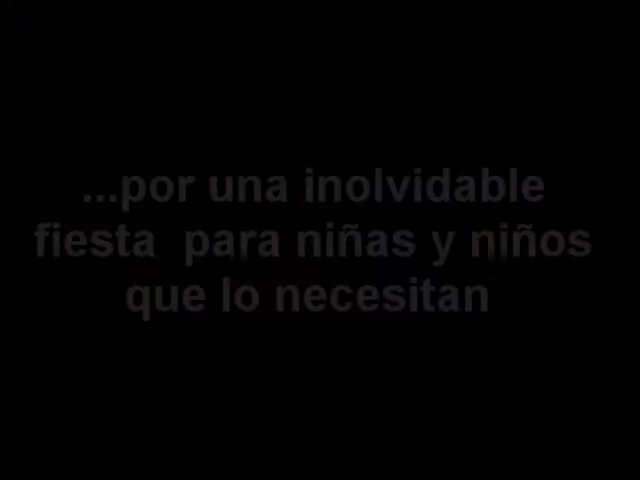 ...por una inolvidable
fiesta  para niñas y niños
que lo necesitan